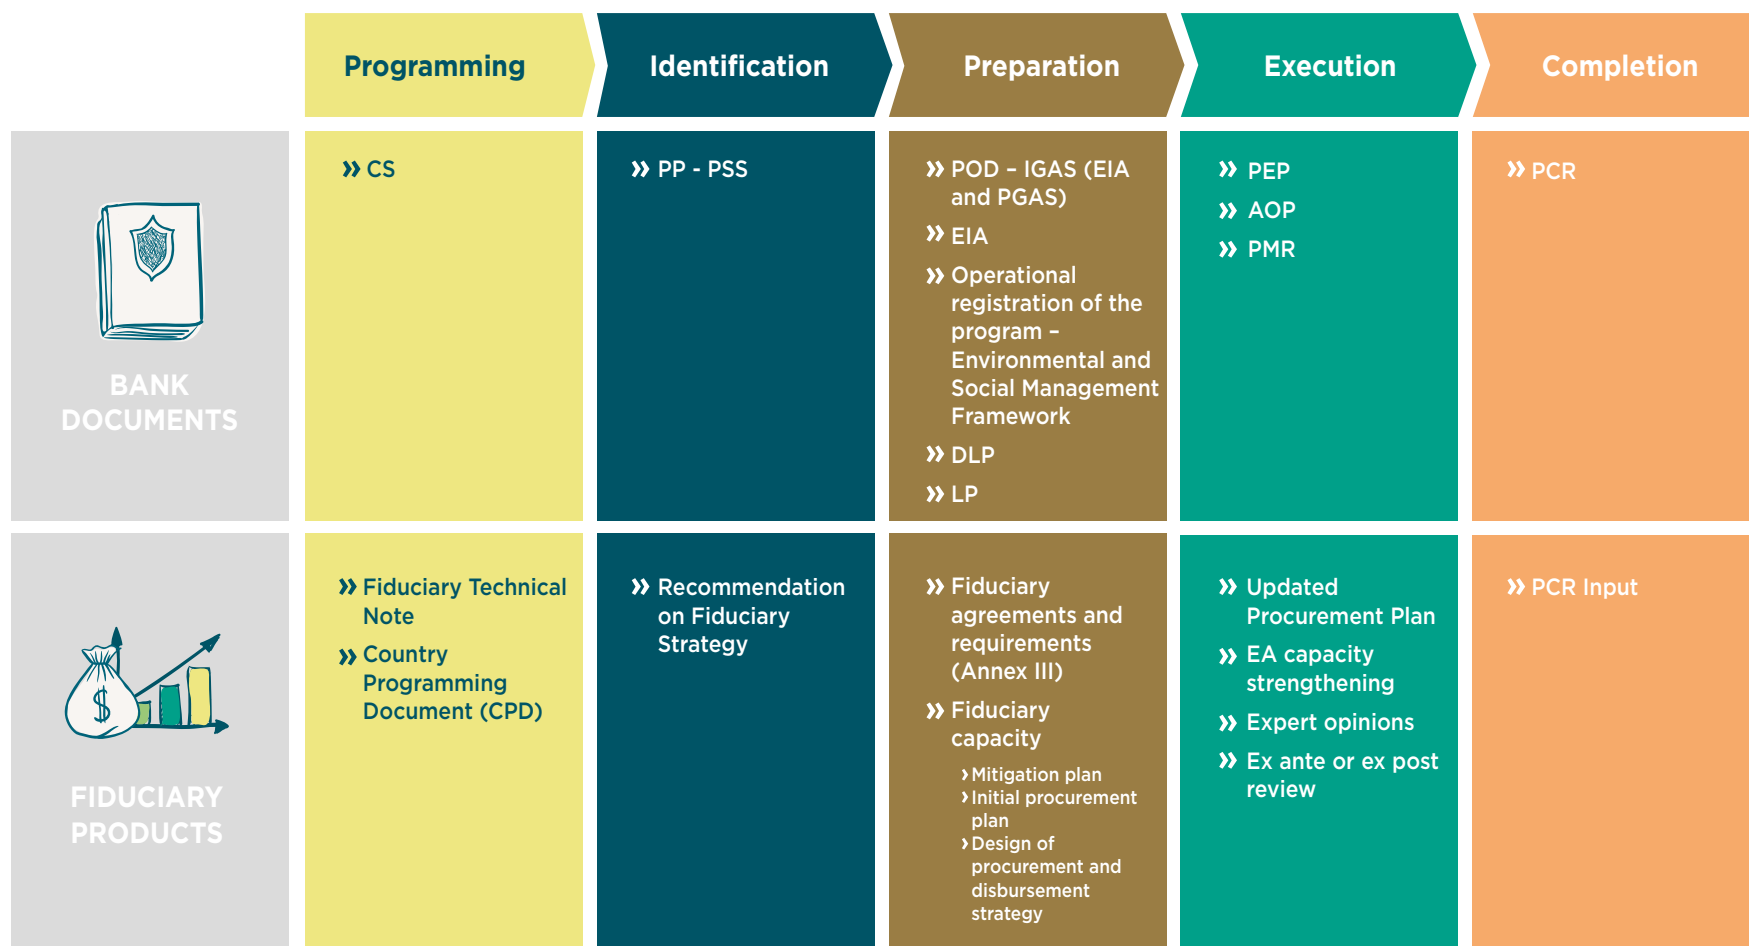 Programming
Identification
Preparation
Execution
Completion
BANK
DOCUMENTS
» CS
» PP - PSS
» POD – IGAS (EIA
and PGAS)
» EIA
» Operational
registration of the
program –
Environmental and
Social Management
Framework
» DLP
» LP
» PEP
» AOP
» PMR
» PCR
$
FIDUCIARY
PRODUCTS
» Fiduciary Technical
Note
» Country
Programming
Document (CPD)
» Recommendation
on Fiduciary
Strategy
» Fiduciary
agreements and
requirements
(Annex III)
» Fiduciary
capacity
› Mitigation plan
› Initial procurement
plan
› Design of
procurement and
disbursement
strategy
» Updated
Procurement Plan
» EA capacity
strengthening
» Expert opinions
» Ex ante or ex post
review
» PCR Input